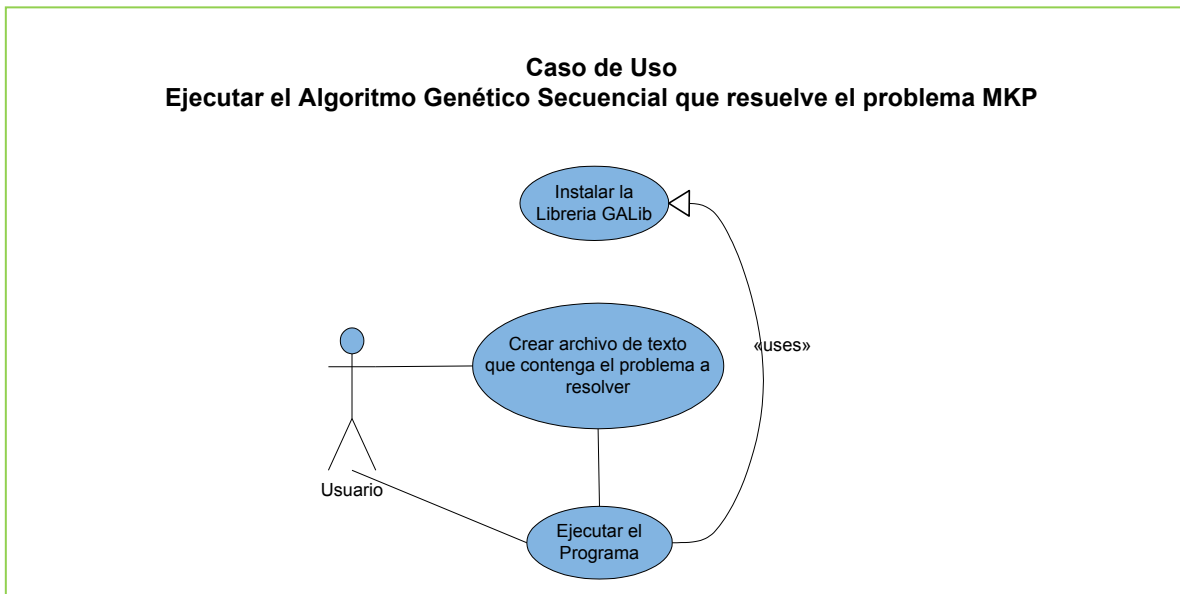 Caso de Uso
Ejecutar el Algoritmo Genético Secuencial que resuelve el problema MKP
Instalar la
Libreria GALib
Crear archivo de texto
que contenga el problema a
resolver
«uses»
Usuario
Ejecutar el
Programa